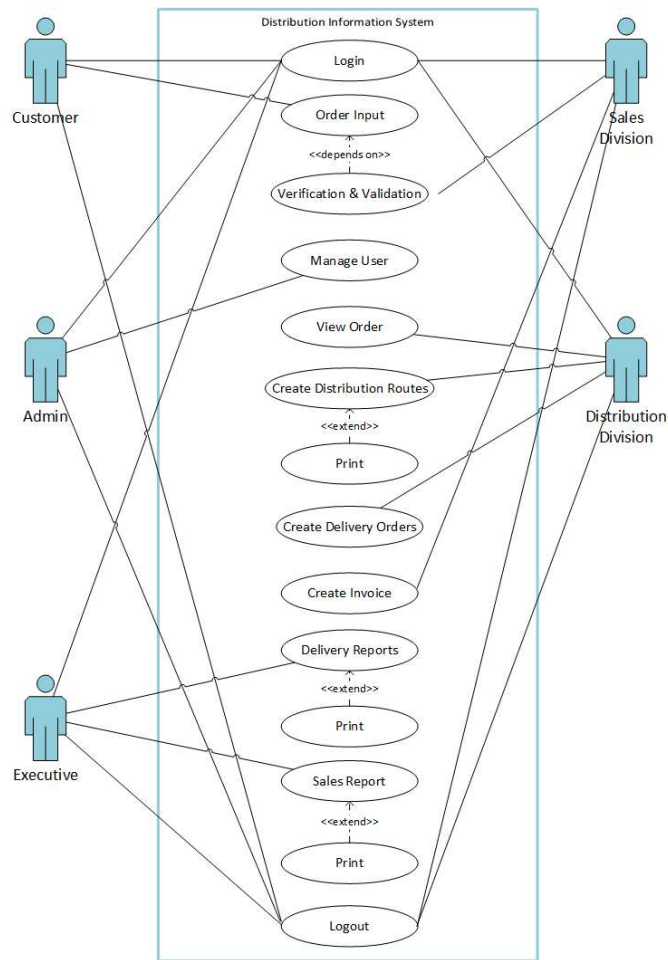 Distribution Information System
Login
Customer
Order Input
Sales
Division
<<depends on>>
Verification & Validation
Manage User
View Order
Admin
Create Distribution Routes
Distribution
Division
<<extend>>
Print
Create Delivery Orders
Create Invoice
Delivery Reports
<<extend>>
Print
Executive
Sales Report
<<extend>>
Print
Logout